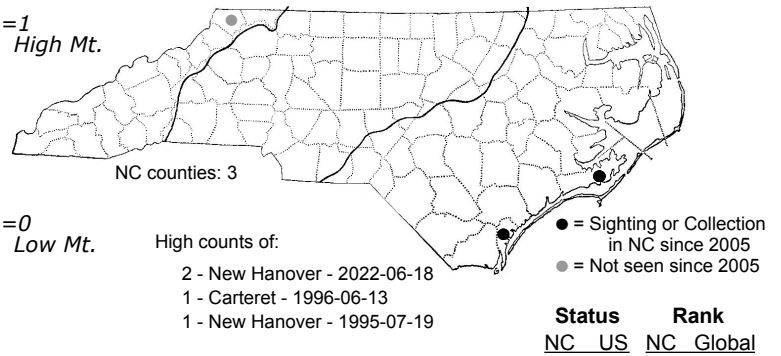 =1
High Mt.
NC counties: 3
=0
Low Mt.
High counts of:
2 - New Hanover - 2022-06-18
1 - Carteret - 1996-06-13
1 - New Hanover - 1995-07-19
= Sighting or Collection
in NC since 2005
= Not seen since 2005
Status Rank
NC US NC Global